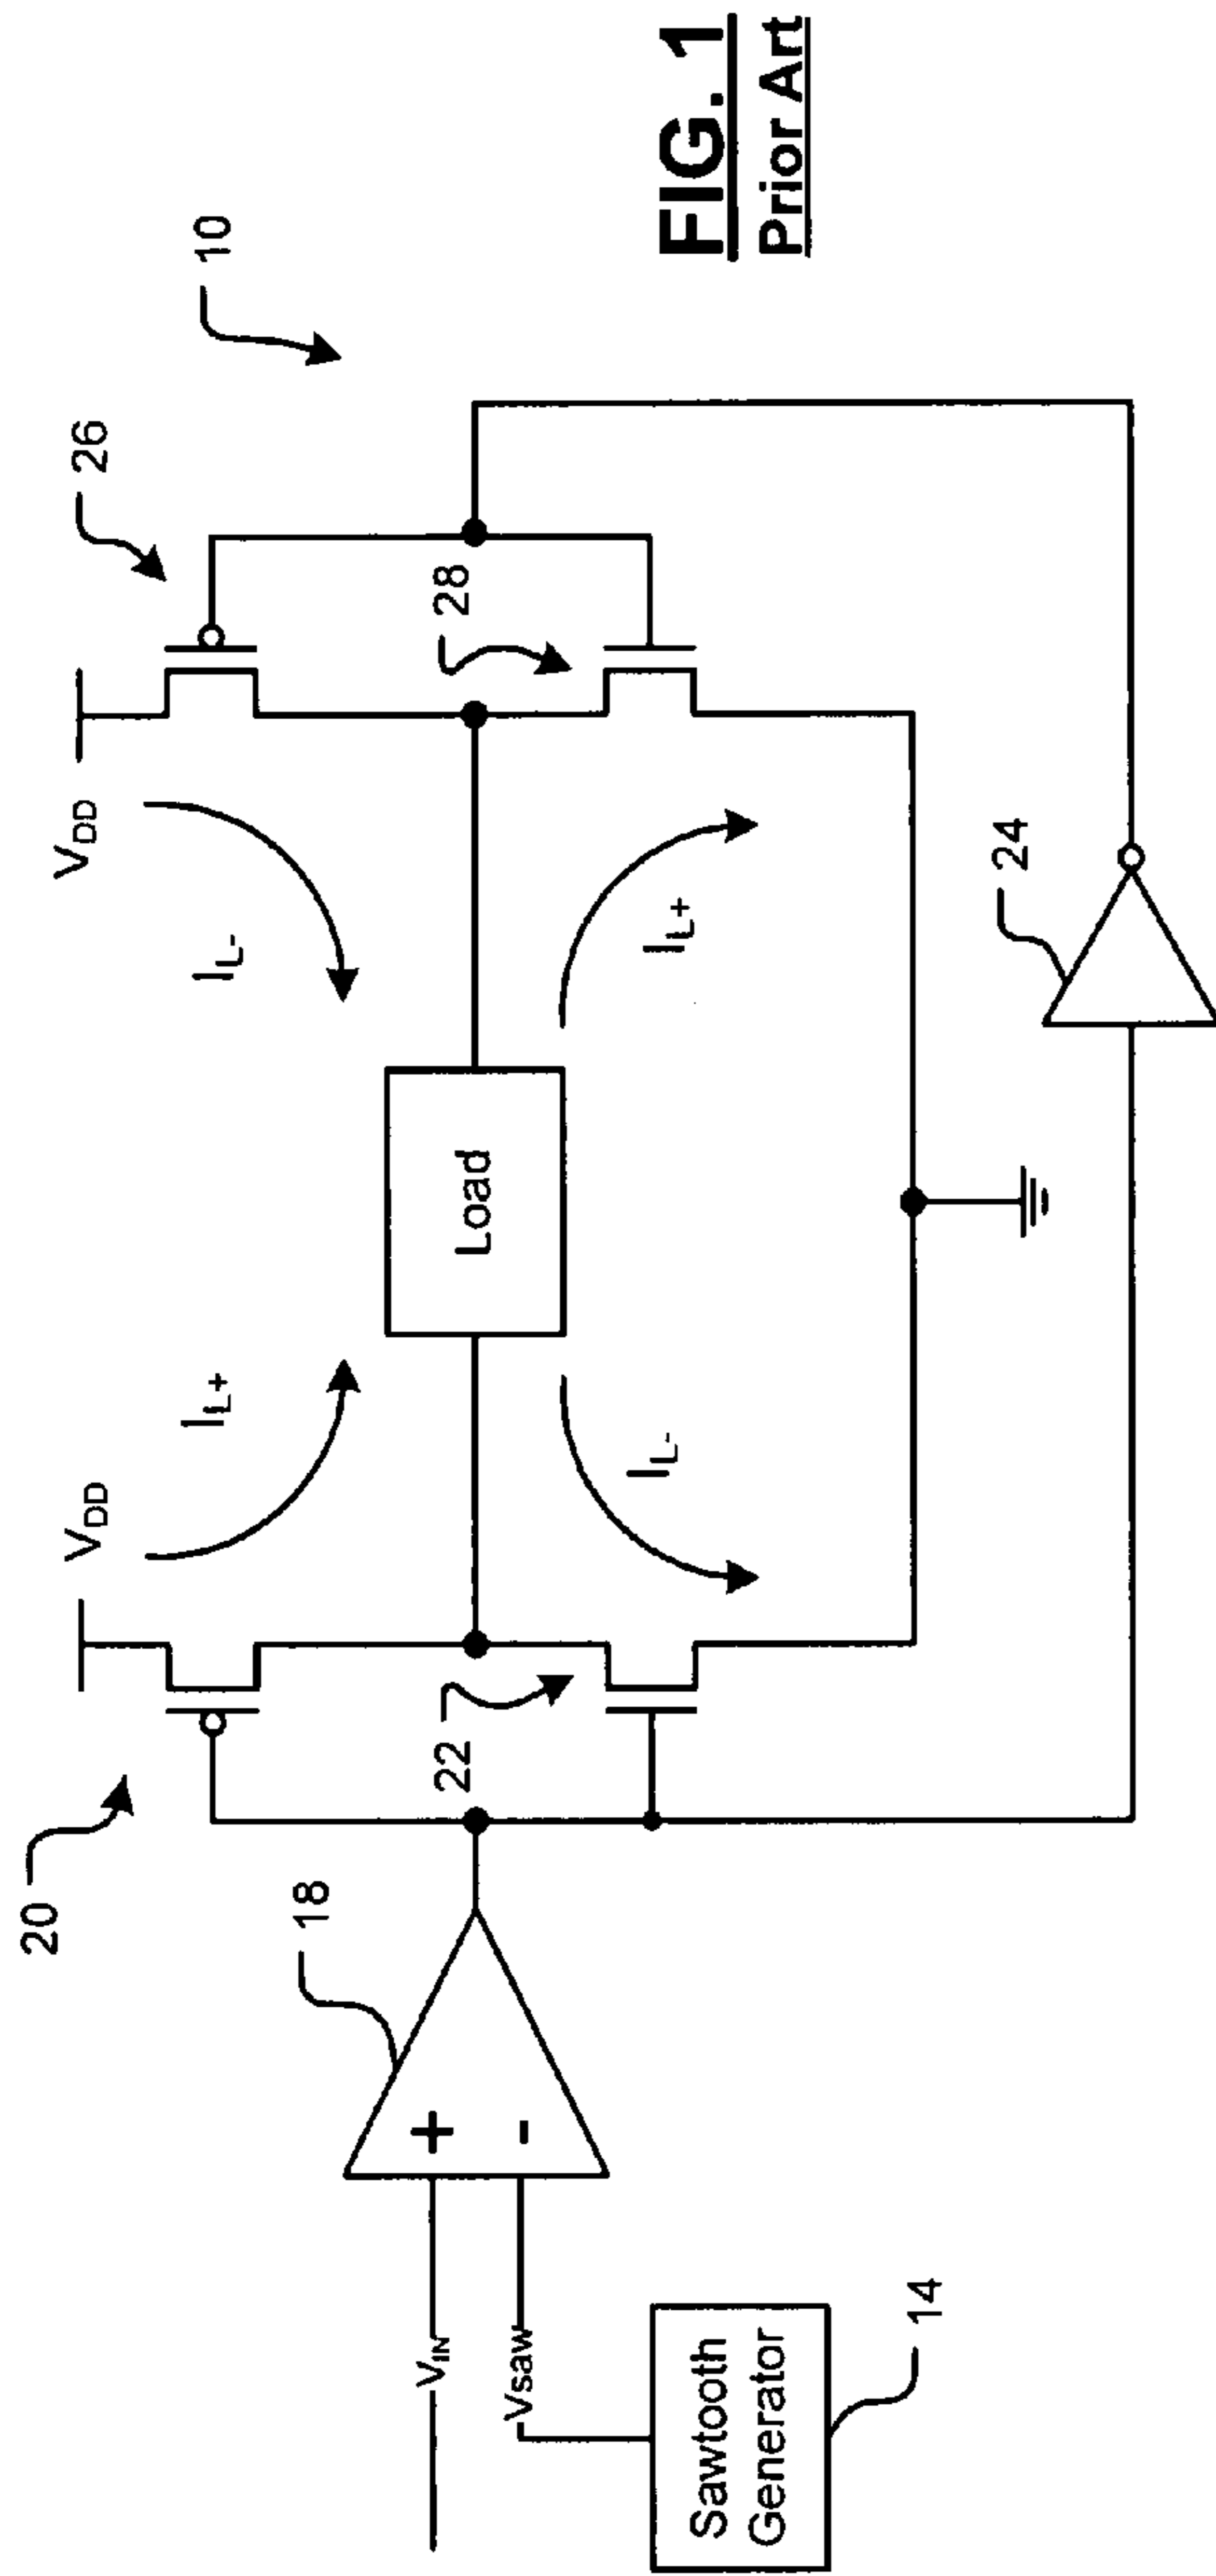 20
V_DD
I_L+
V_DD
I_L-
26
10
18
22
Load
28
I_L-
I_L+
+
-
V_IN
Vsaw
Sawtooth
Generator
14
24
FIG. 1
Prior Art